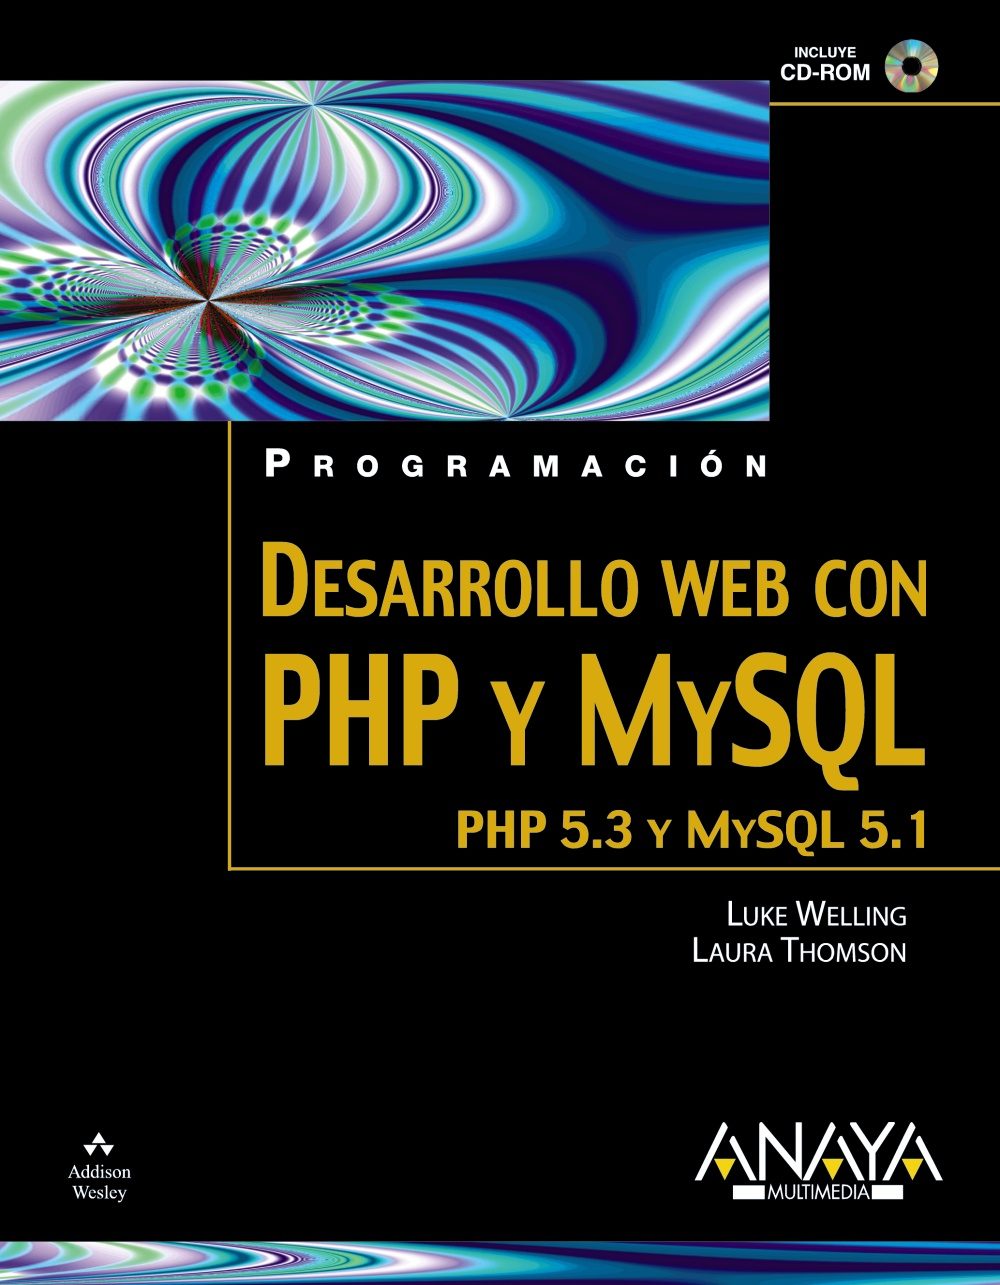 INCLUYE
CD-ROM
PROGRAMACIÓN
DESARROLLO WEB CON
PHP Y MYSQL
PHP 5.3 Y MYSQL 5.1
LUKE WELLING
LAURA THOMSON
Addison
Wesley
ANAYA
MULTIMEDIA